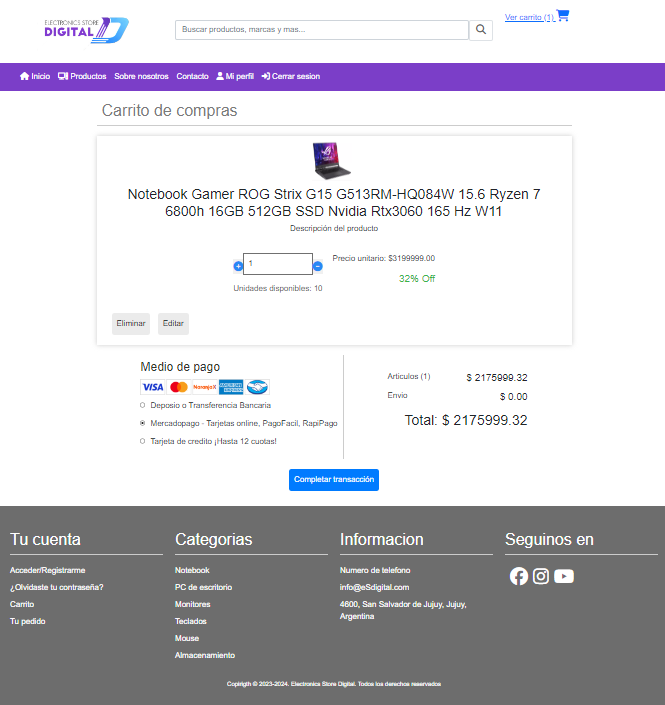 ELECTRONICS STORE
DIGITAL
Buscar productos, marcas y mas...
Ver carrito (1)
Inicio Productos Sobre nosotros Contacto Mi perfil Cerrar sesion
Carrito de compras
Notebook Gamer ROG Strix G15 G513RM-HQ084W 15.6 Ryzen 7
6800h 16GB 512GB SSD Nvidia Rtx3060 165 Hz W11
Descripción del producto
1
Precio unitario: $3199999.00
32% Off
Unidades disponibles: 10
Eliminar Editar
Medio de pago
VISA mastercard Naranja X AMERICAN EXPRESS
Deposio o Transferencia Bancaria
Mercadopago - Tarjetas online, PagoFacil, RapiPago
Tarjeta de credito ¡Hasta 12 cuotas!
Articulos (1) $ 2175999.32
Envio $ 0.00
Total: $ 2175999.32
Completar transacción
Tu cuenta
Acceder/Registrarme
¿Olvidaste tu contraseña?
Carrito
Tu pedido
Categorias
Notebook
PC de escritorio
Monitores
Teclados
Mouse
Almacenamiento
Informacion
Numero de telefono
info@eSdigital.com
4600, San Salvador de Jujuy, Jujuy,
Argentina
Seguinos en
Copirigth © 2023-2024. Electronics Store Digital. Todos los derechos reservados